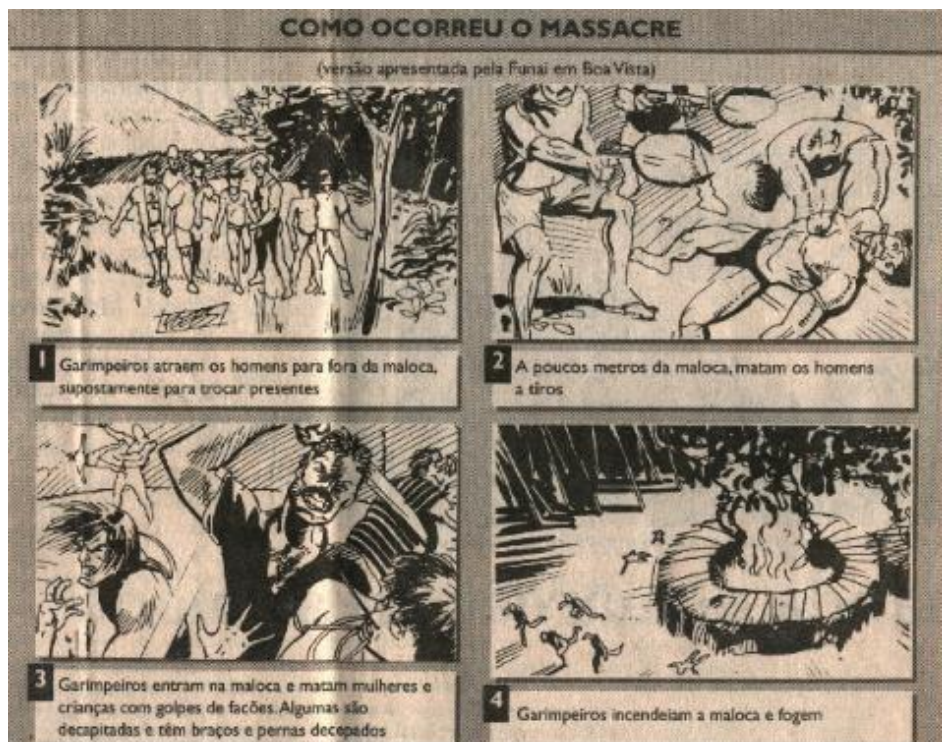 COMO OCORREU O MASSACRE
(versão apresentada pela Funai em Boa Vista)
1
Garimpeiros atraem os homens para fora da maloca,
supostamente para trocar presentes
2
A poucos metros da maloca, matam os homens
a tiros
3
Garimpeiros entram na maloca e matam mulheres e
crianças com golpes de facões. Algumas são
decapitadas e têm braços e pernas decepados
4
Garimpeiros incendeiam a maloca e fogem